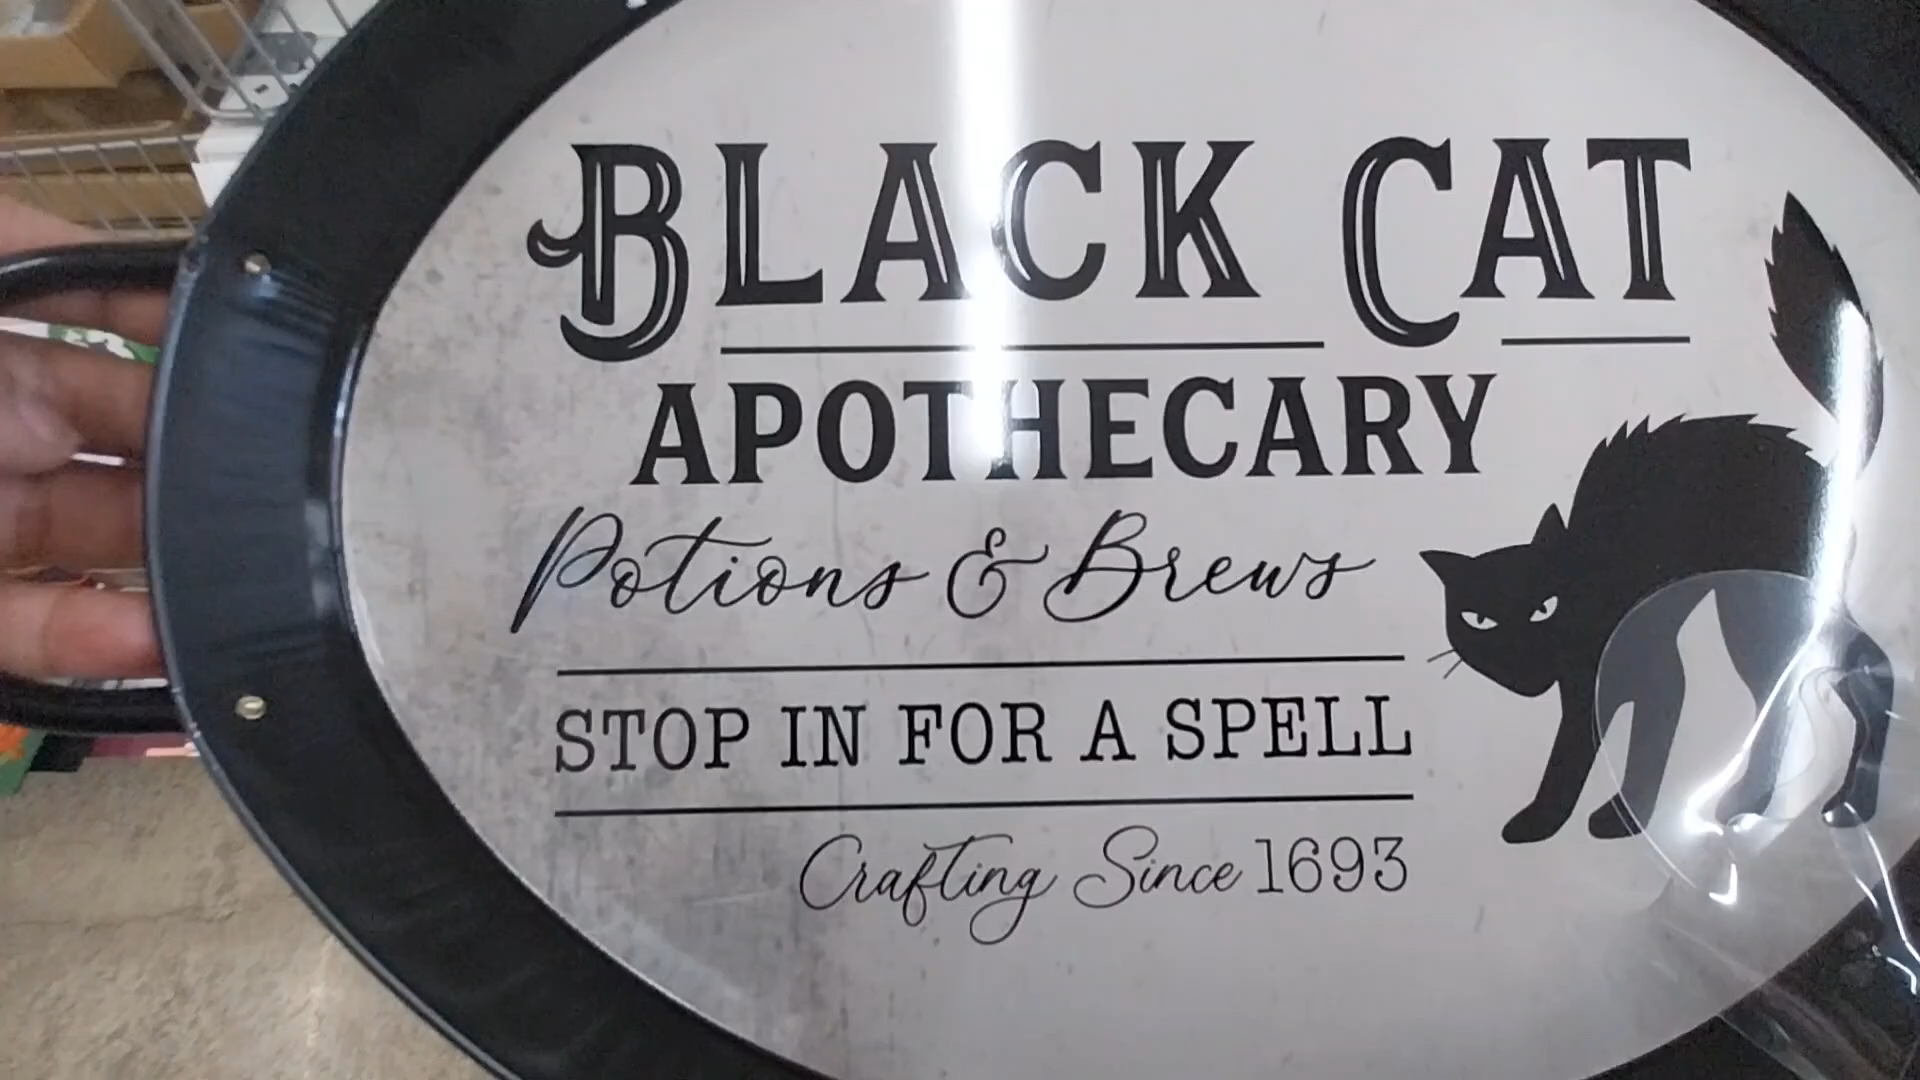 BLACK CAT
APOTHECARY
Potions & Brews
STOP IN FOR A SPELL
Crafting Since 1693